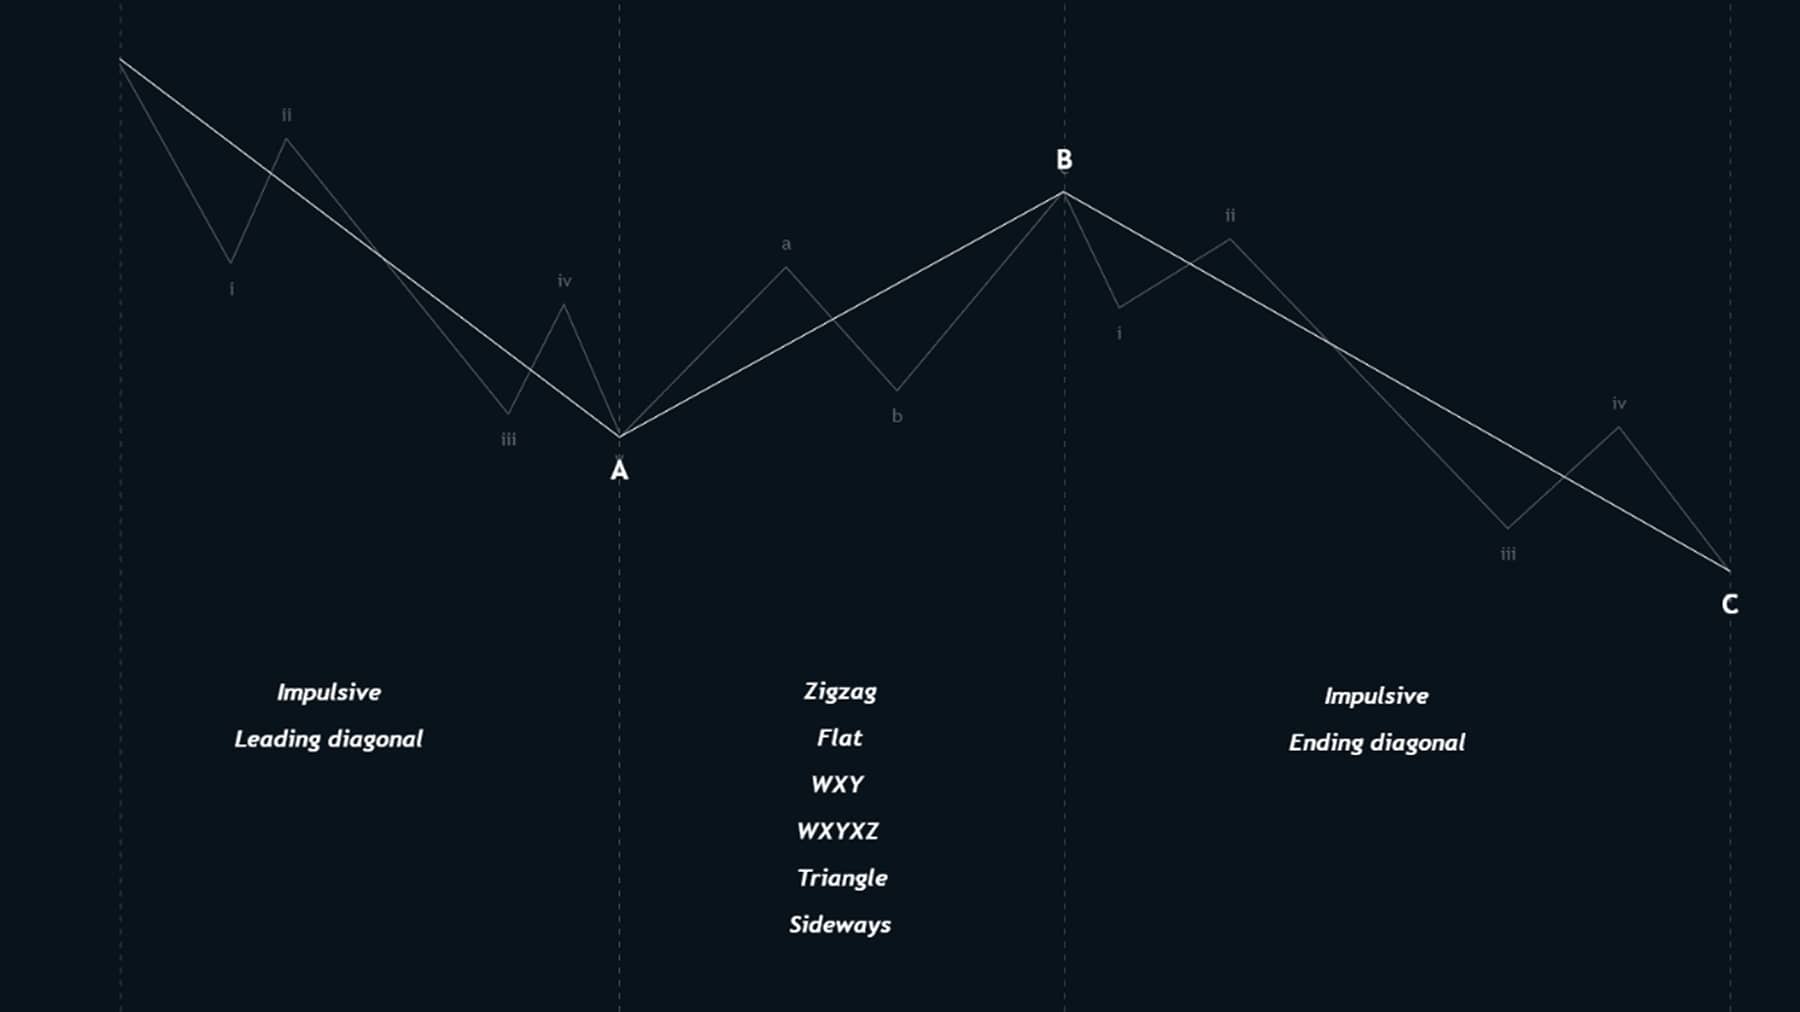 ii
i
iv
iii
A
a
b
B
i
ii
iii
iv
C
Impulsive
Leading diagonal
Zigzag
Flat
WXY
WXYXZ
Triangle
Sideways
Impulsive
Ending diagonal